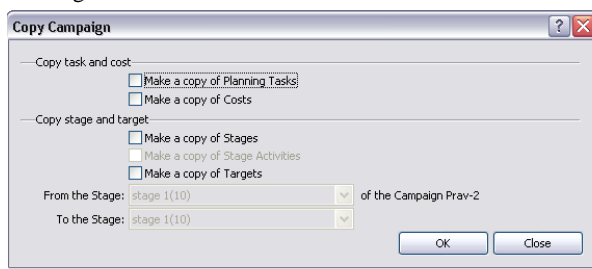 Copy Campaign
Copy task and cost
Make a copy of Planning Tasks
Make a copy of Costs
Copy stage and target
Make a copy of Stages
Make a copy of Stage Activities
Make a copy of Targets
From the Stage: stage 1(10) of the Campaign Prav-2
To the Stage: stage 1(10)
OK Close